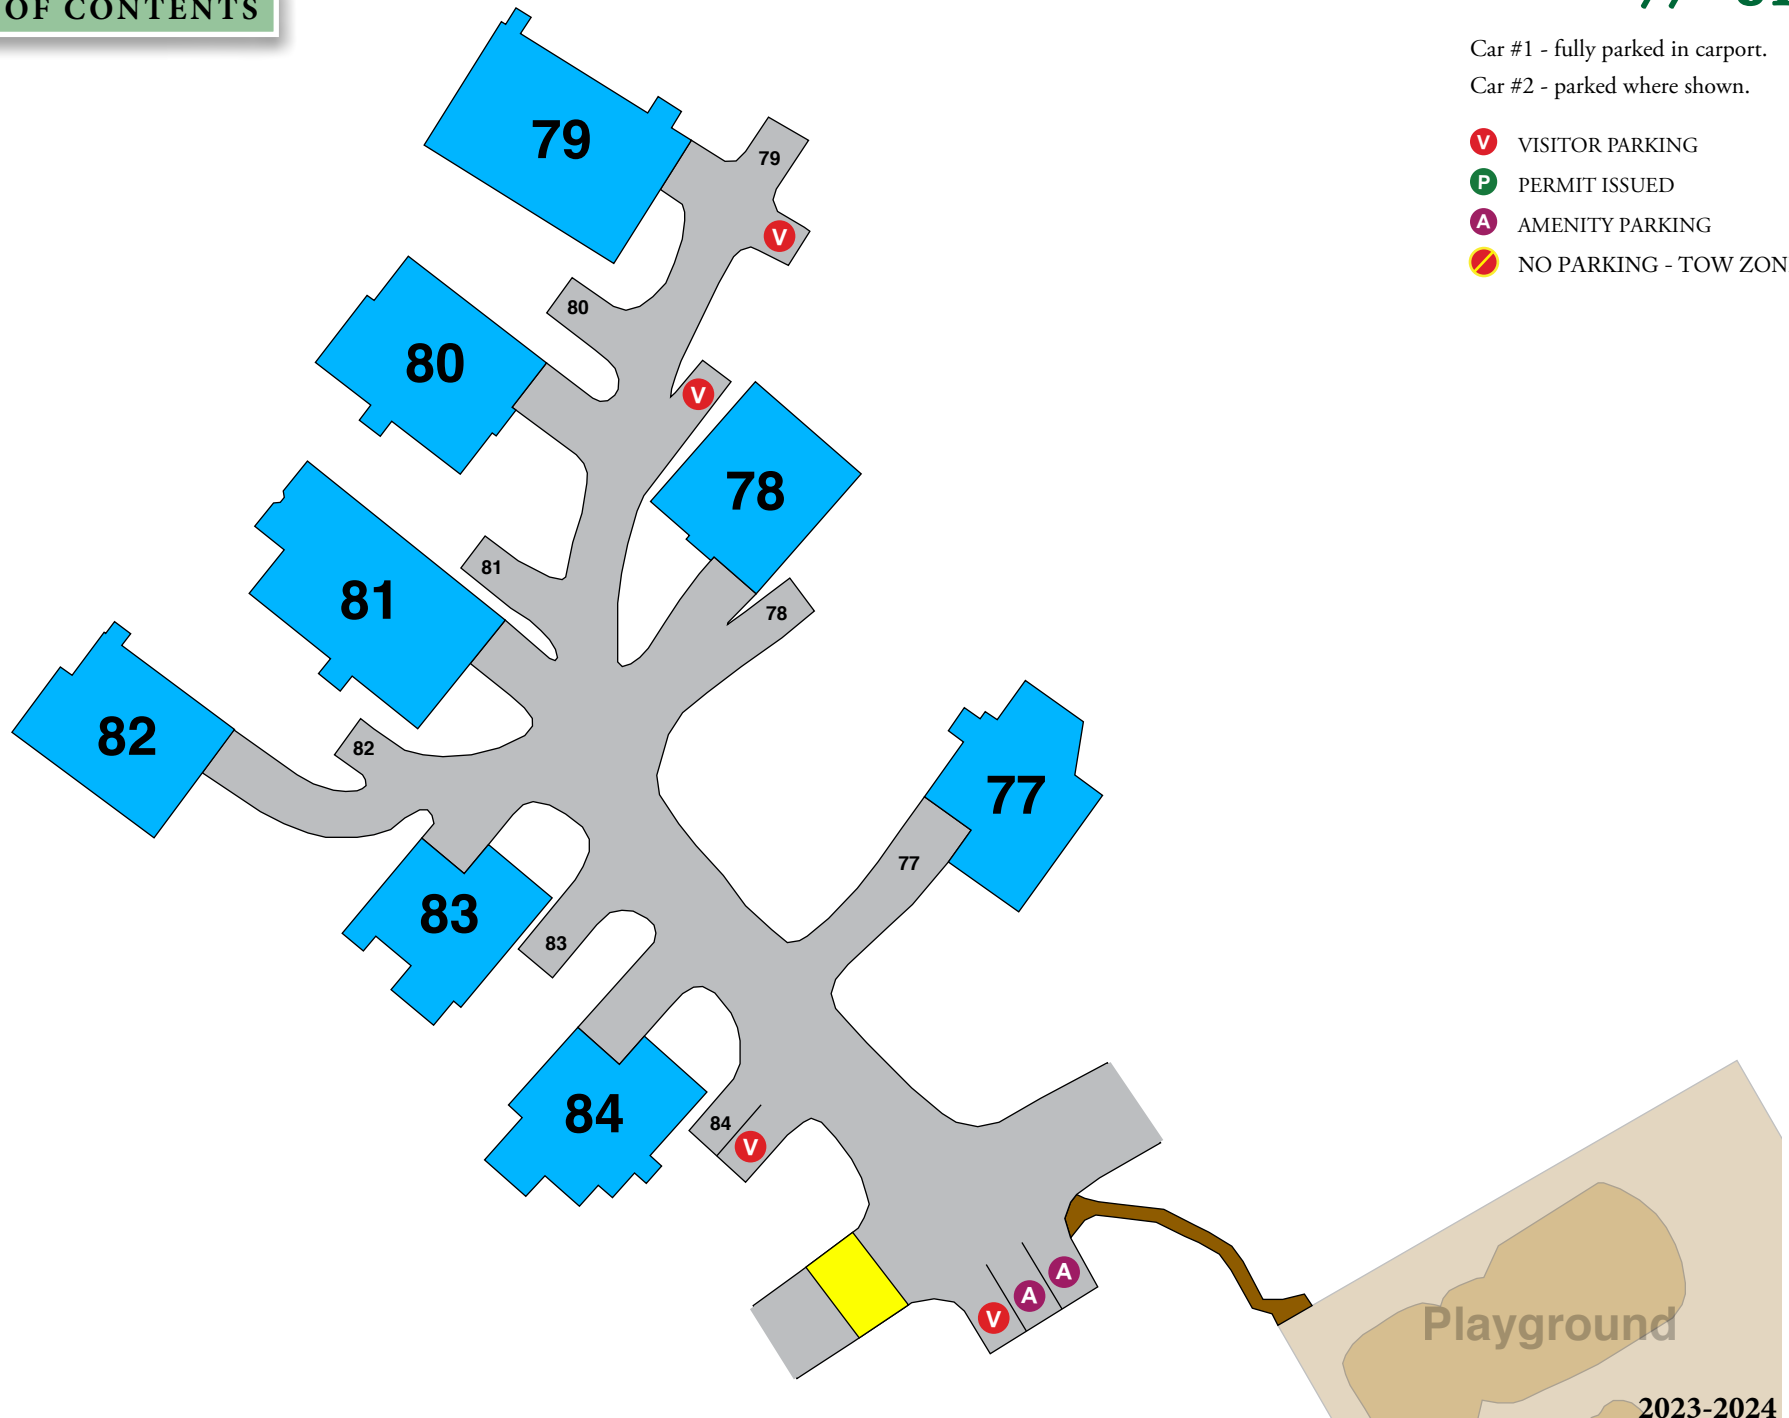 OF CONTENTS
Car #1 - fully parked in carport.
Car #2 - parked where shown.
V VISITOR PARKING
P PERMIT ISSUED
A AMENITY PARKING
NO PARKING - TOW ZON
79
79
V
80
80
V
78
81
81
78
82
82
77
77
83
83
84
84
V
A
A
V
Playground
2023-2024